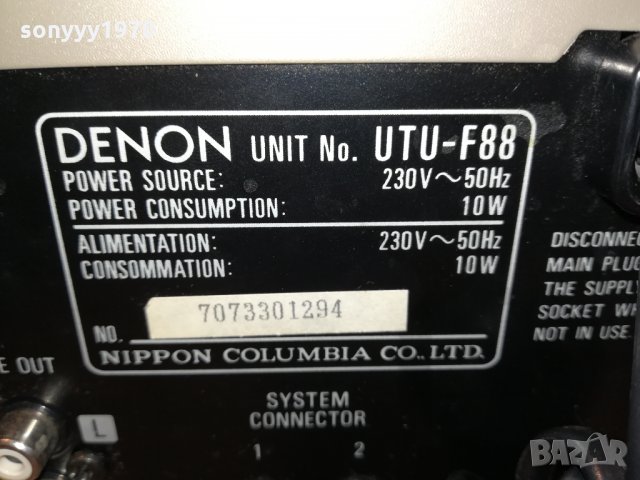 sonyyy1979
DENON UNIT No. UTU-F88
POWER SOURCE: 230V~50Hz
POWER CONSUMPTION: 10W
ALIMENTATION: 230V~50Hz
CONSOMMATION: 10W
NO. 7073301294
NIPPON COLUMBIA CO., LTD.
DISCONNE
MAIN PLUG
THE SUPPLY
SOCKET WH
NOT IN USE.
E OUT
L
SYSTEM
CONNECTOR
1 2
BAZAR